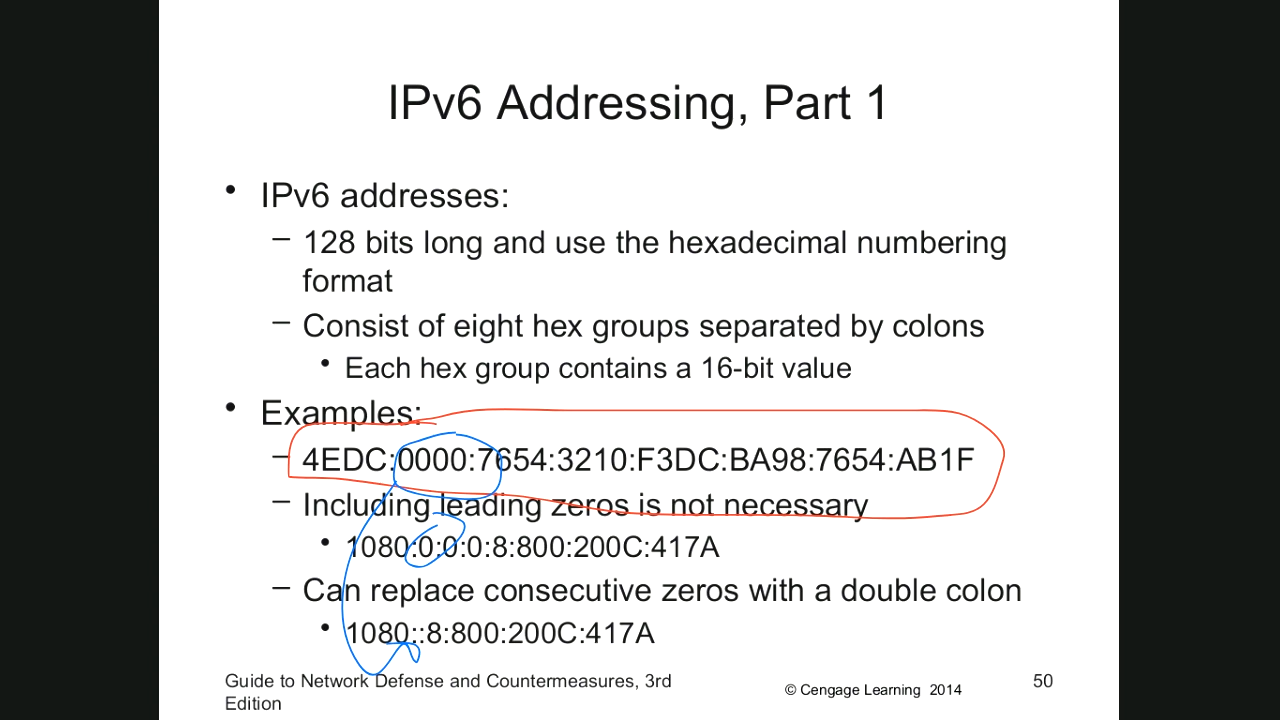 IPv6 Addressing, Part 1
• IPv6 addresses:
– 128 bits long and use the hexadecimal numbering
format
– Consist of eight hex groups separated by colons
• Each hex group contains a 16-bit value
• Examples:
– 4EDC:0000:7654:3210:F3DC:BA98:7654:AB1F
– Including leading zeros is not necessary
• 1080:0:0:0:8:800:200C:417A
– Can replace consecutive zeros with a double colon
• 1080::8:800:200C:417A
Guide to Network Defense and Countermeasures, 3rd
Edition
© Cengage Learning 2014
50